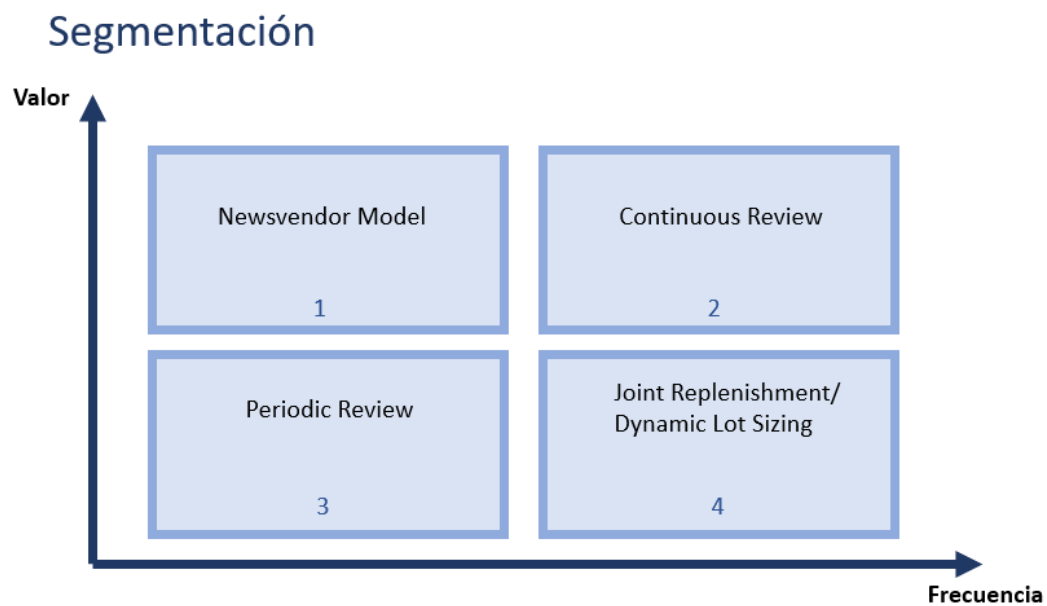 Segmentación
Valor
Newsvendor Model
1
Continuous Review
2
Periodic Review
3
Joint Replenishment/
Dynamic Lot Sizing
4
Frecuencia